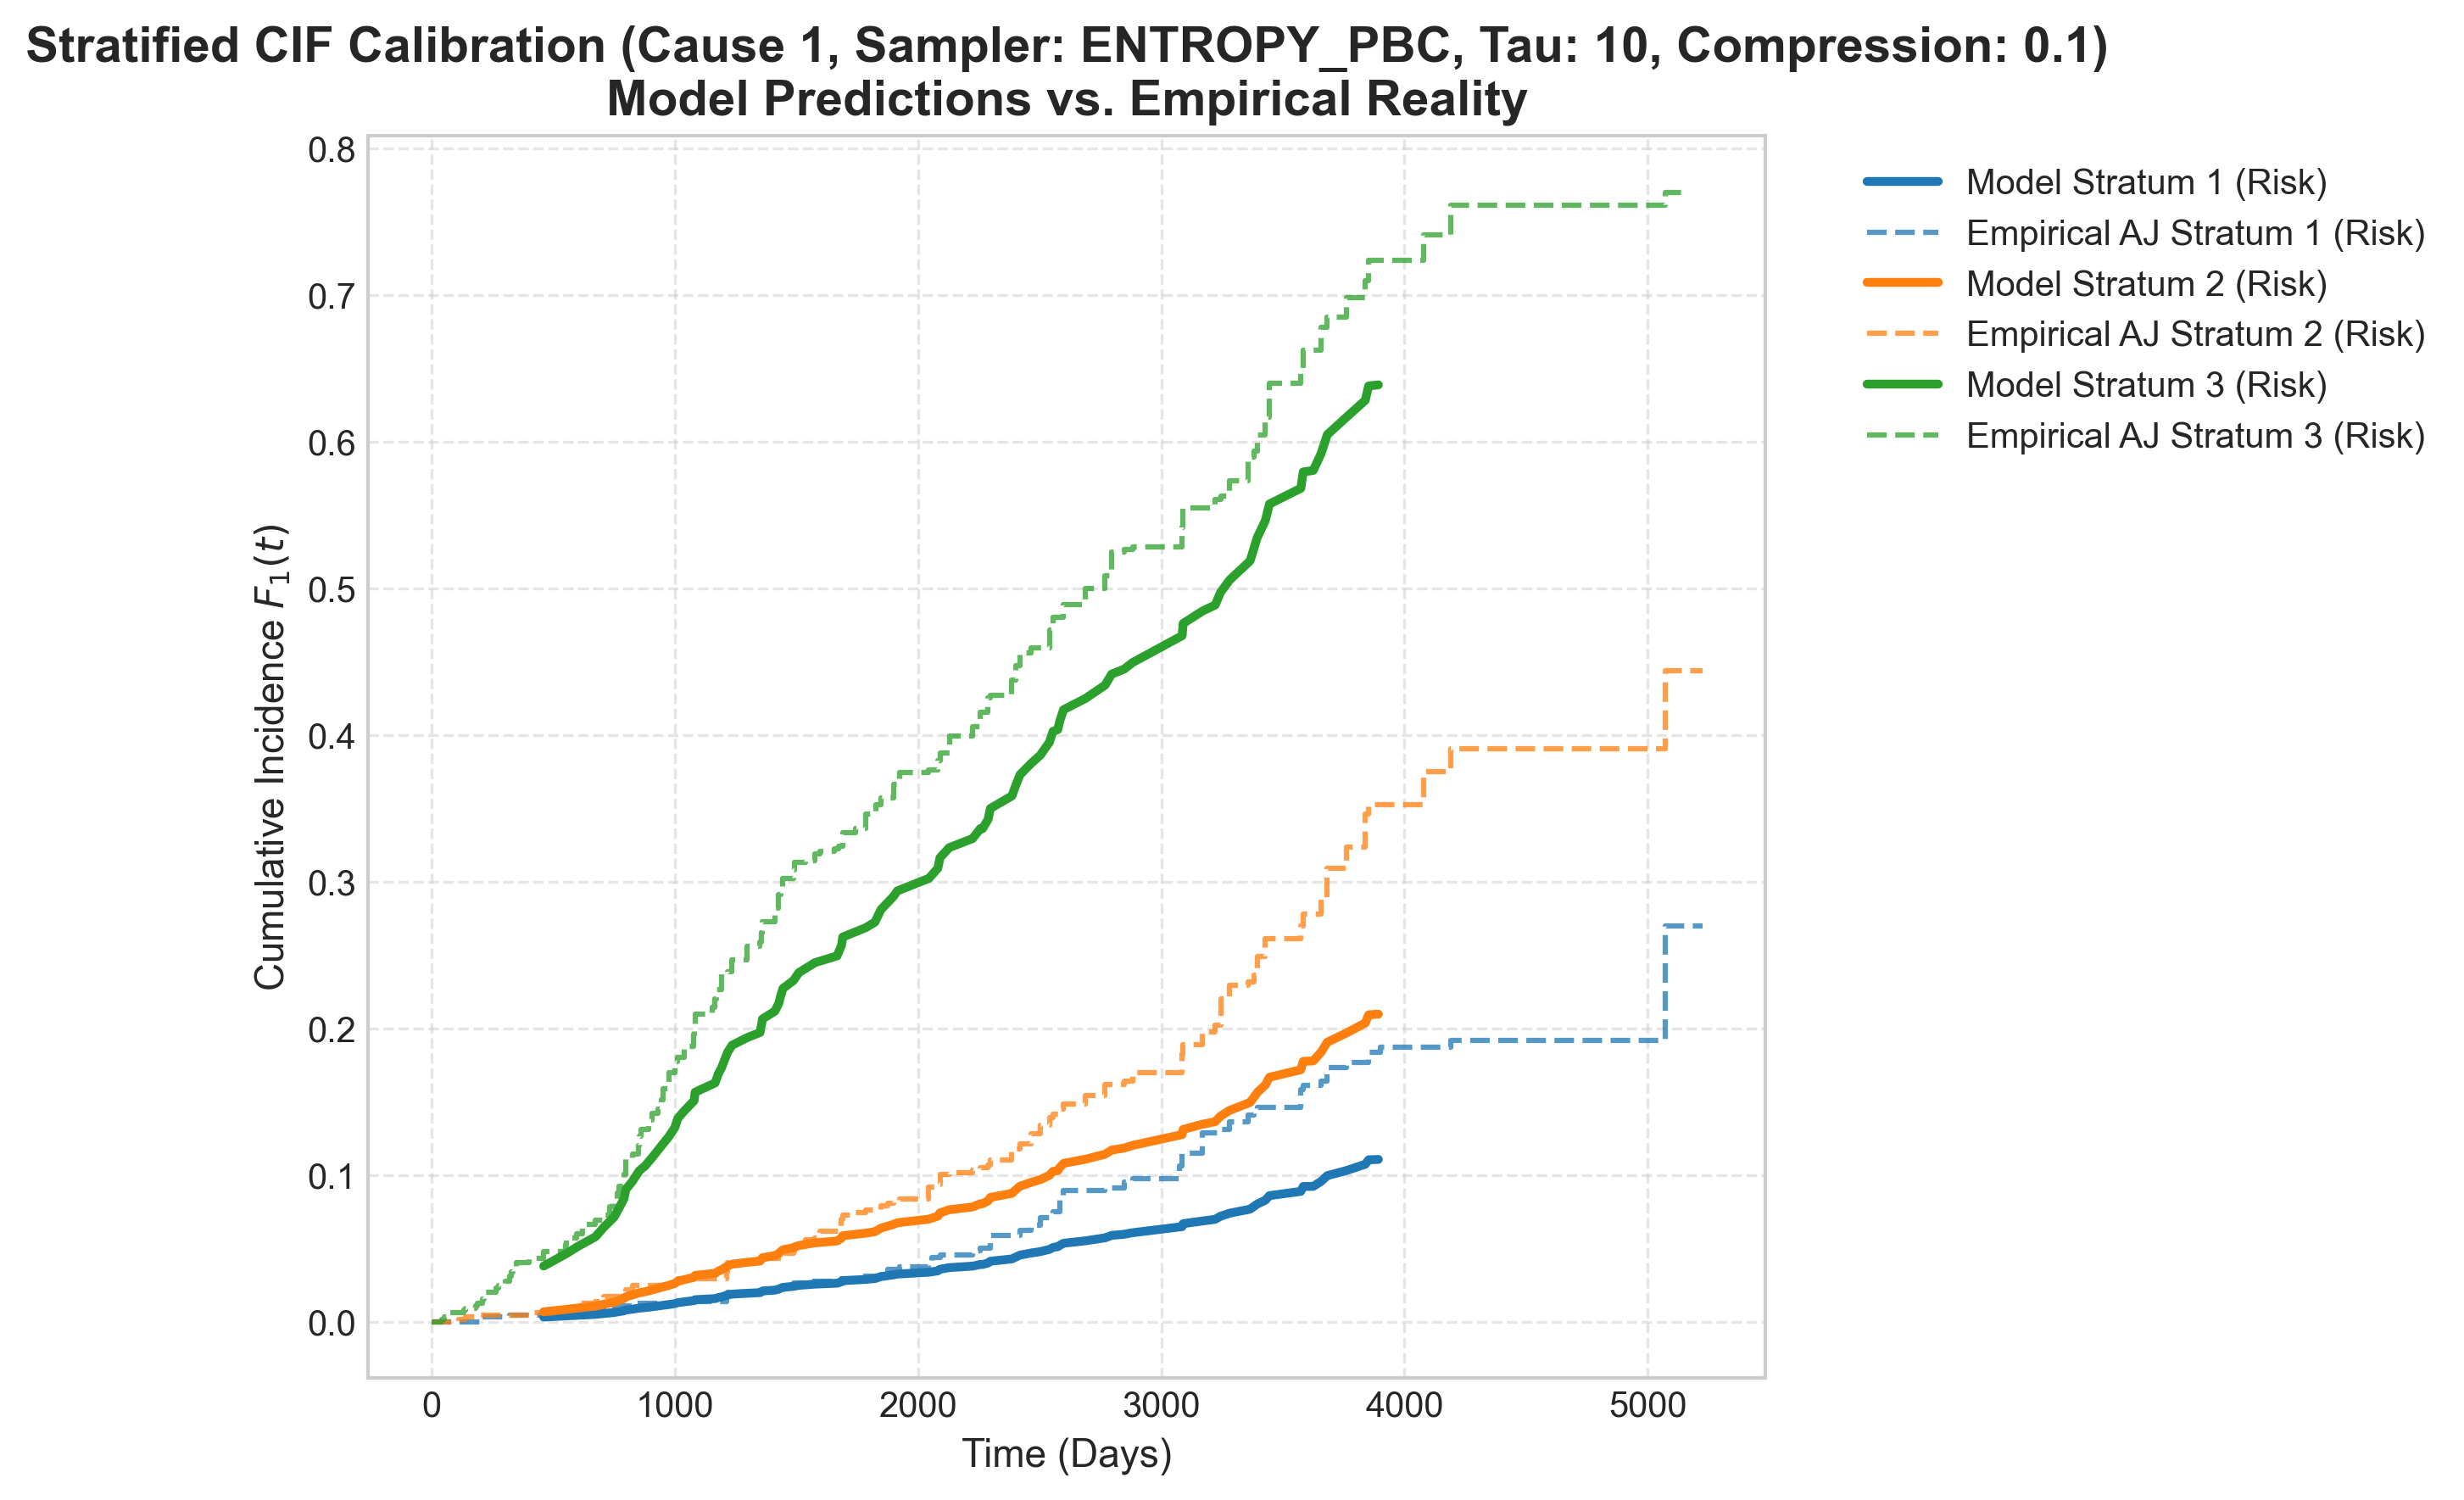 Stratified CIF Calibration (Cause 1, Sampler: ENTROPY_PBC, Tau: 10, Compression: 0.1)
Model Predictions vs. Empirical Reality
Cumulative Incidence F₁(t)
0.8
0.7
0.6
0.5
0.4
0.3
0.2
0.1
0.0
0 1000 2000 3000 4000 5000
Time (Days)
Model Stratum 1 (Risk)
Empirical AJ Stratum 1 (Risk)
Model Stratum 2 (Risk)
Empirical AJ Stratum 2 (Risk)
Model Stratum 3 (Risk)
Empirical AJ Stratum 3 (Risk)